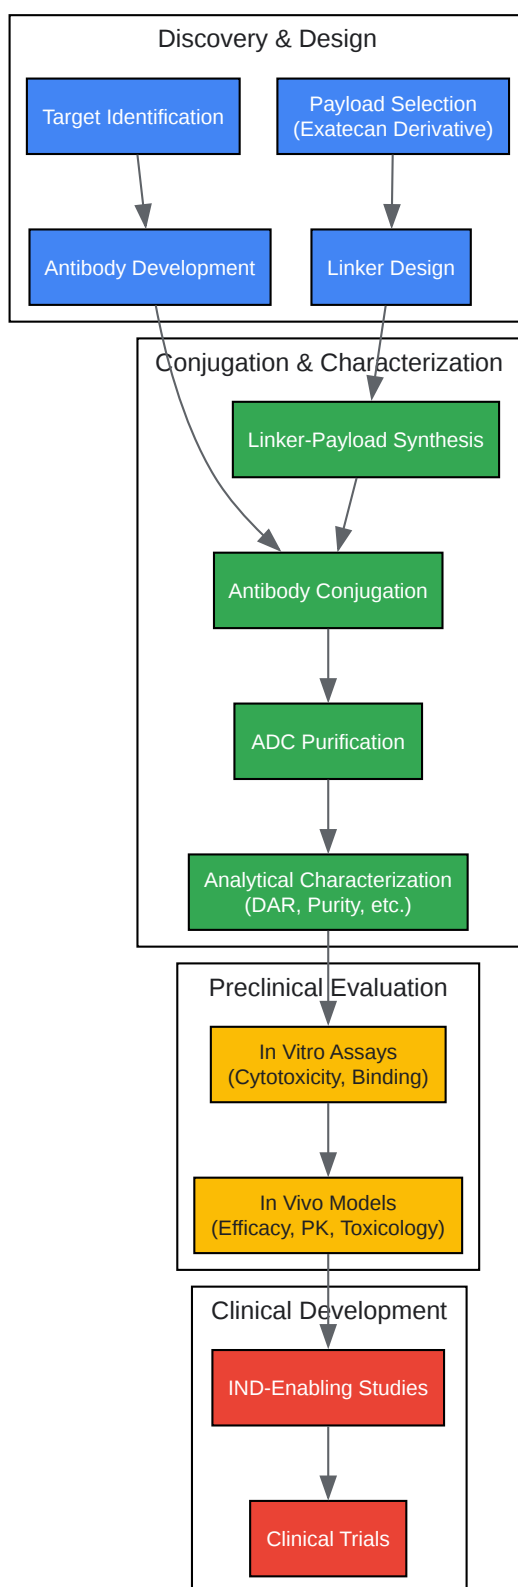 Discovery & Design
Target Identification
Payload Selection
(Exatecan Derivative)
Antibody Development
Linker Design
Conjugation & Characterization
Linker-Payload Synthesis
Antibody Conjugation
ADC Purification
Analytical Characterization
(DAR, Purity, etc.)
Preclinical Evaluation
In Vitro Assays
(Cytotoxicity, Binding)
In Vivo Models
(Efficacy, PK, Toxicology)
Clinical Development
IND-Enabling Studies
Clinical Trials